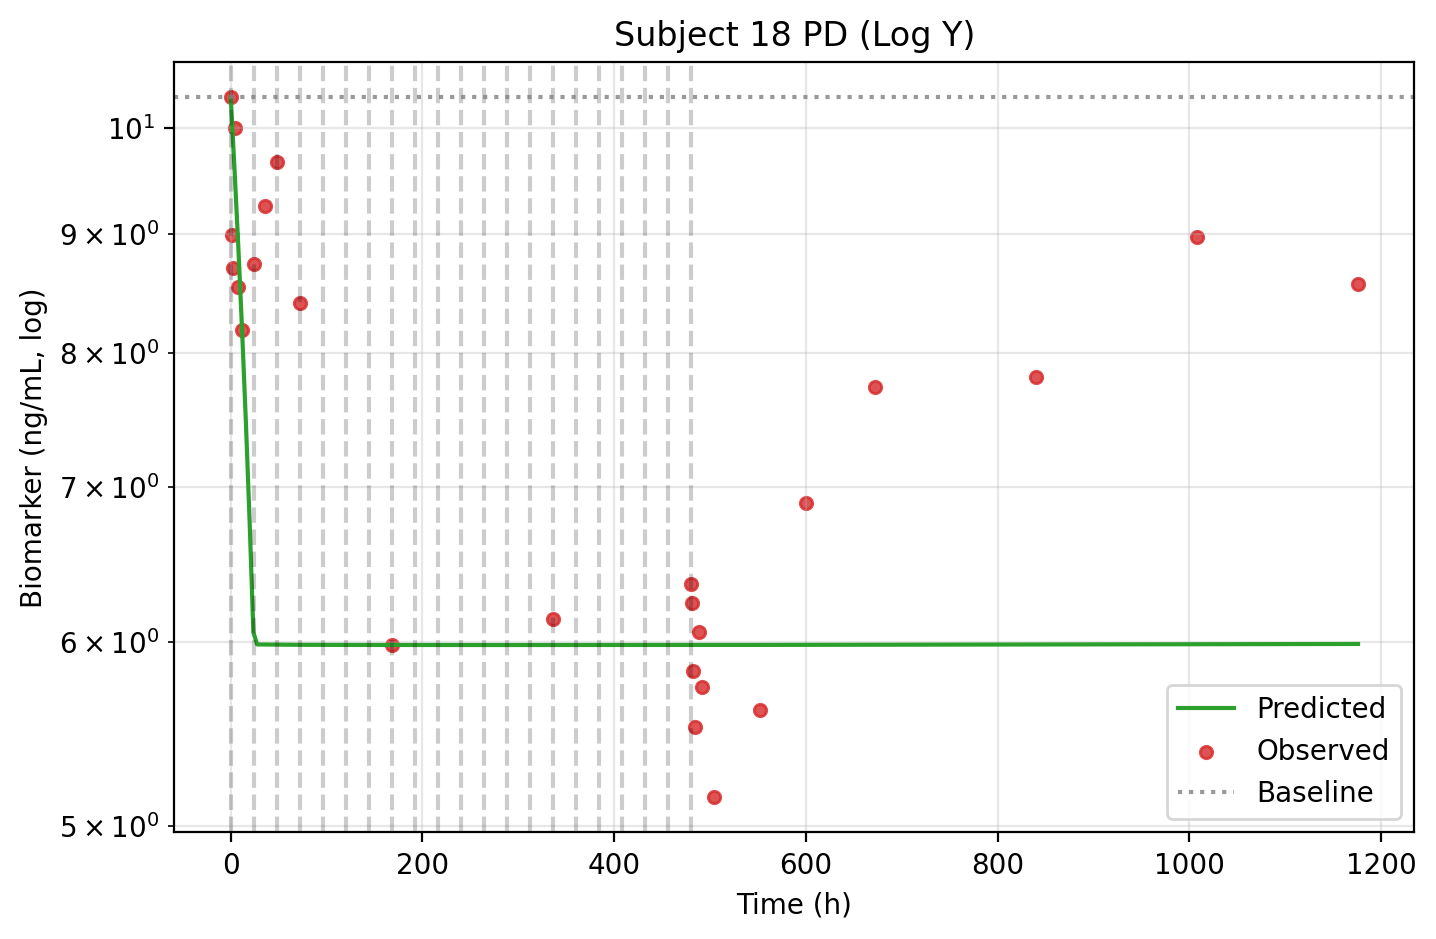 Subject 18 PD (Log Y)
Biomarker (ng/mL, log)
10¹
9 × 10⁰
8 × 10⁰
7 × 10⁰
6 × 10⁰
5 × 10⁰
0 200 400 600 800 1000 1200
Time (h)
Predicted
Observed
Baseline